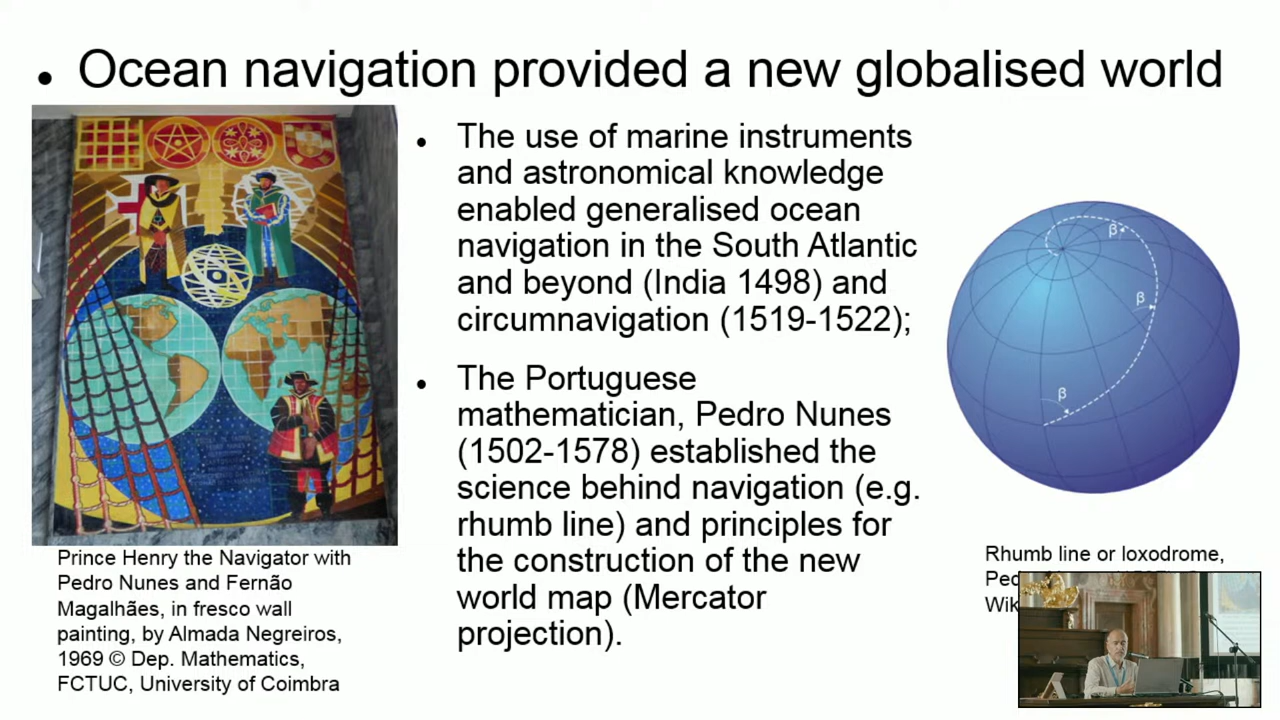 • Ocean navigation provided a new globalised world
• The use of marine instruments
and astronomical knowledge
enabled generalised ocean
navigation in the South Atlantic
and beyond (India 1498) and
circumnavigation (1519-1522);
• The Portuguese
mathematician, Pedro Nunes
(1502-1578) established the
science behind navigation (e.g.
rhumb line) and principles for
the construction of the new
world map (Mercator
projection).
Prince Henry the Navigator with
Pedro Nunes and Fernão
Magalhães, in fresco wall
painting, by Almada Negreiros,
1969 © Dep. Mathematics,
FCTUC, University of Coimbra
β
β
β
Rhumb line or loxodrome,